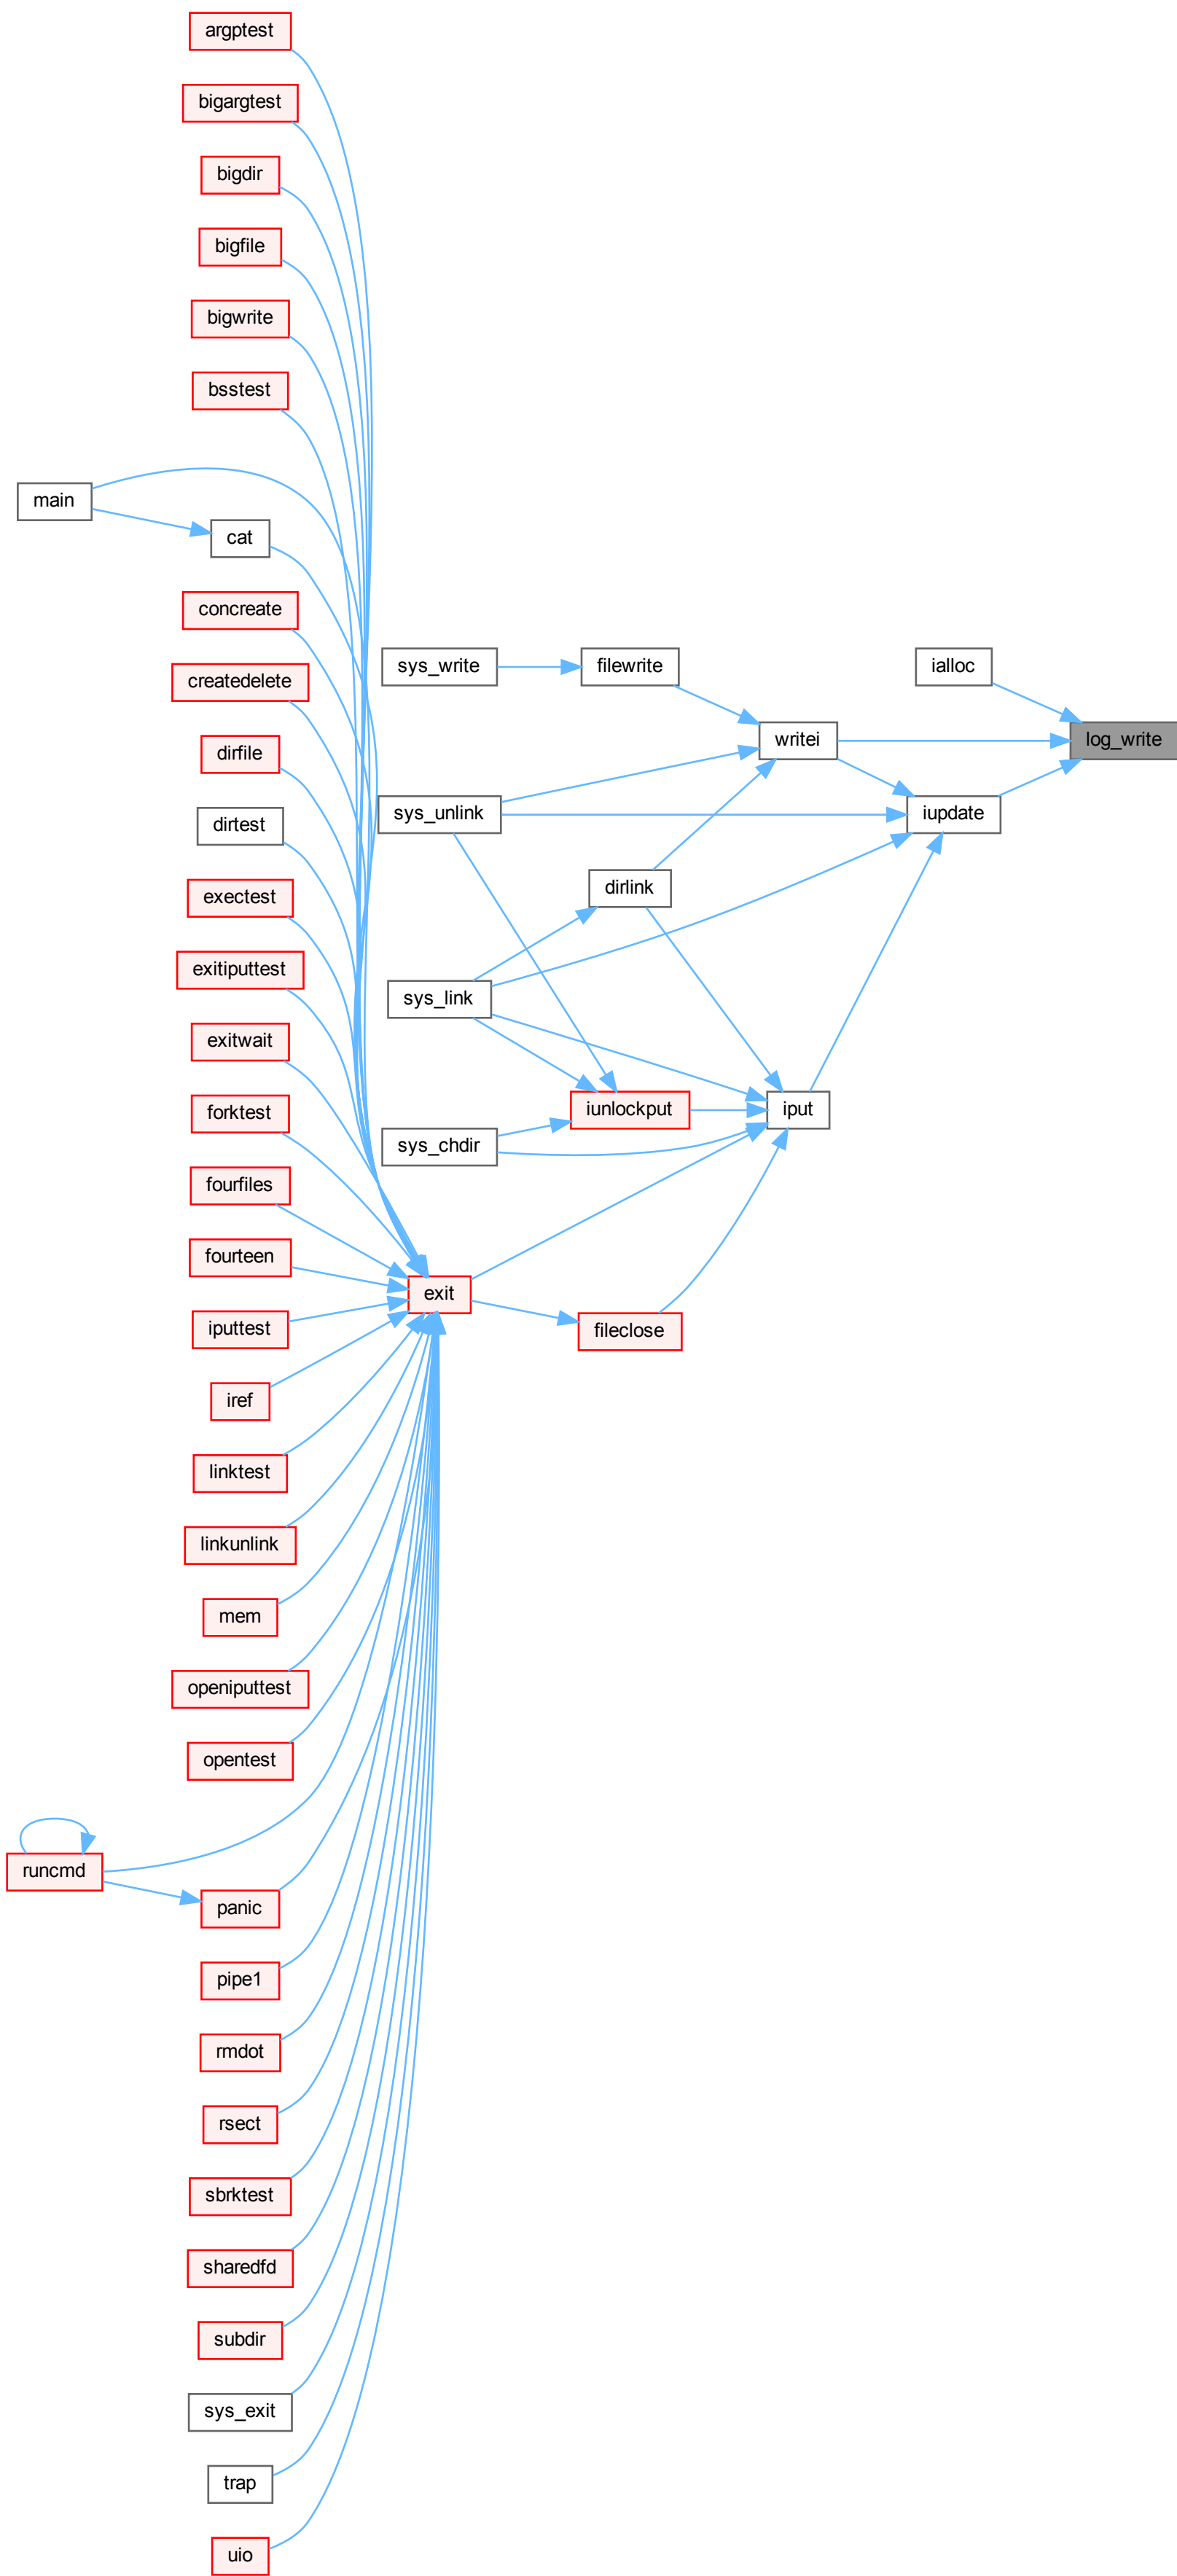 argptest
bigargtest
bigdir
bigfile
bigwrite
bsstest
main
cat
concreate
createdelete
dirfile
dirtest
exectest
exitiputtest
exitwait
forktest
fourfiles
fourteen
iputtest
iref
linktest
linkunlink
mem
openiputtest
opentest
runcmd
panic
pipe1
rmdot
rsect
sbrktest
sharedfd
subdir
sys_exit
trap
uio
exit
sys_write
sys_unlink
sys_link
sys_chdir
filewrite
dirlink
iunlockput
fileclose
writei
iput
ialloc
iupdate
log_write